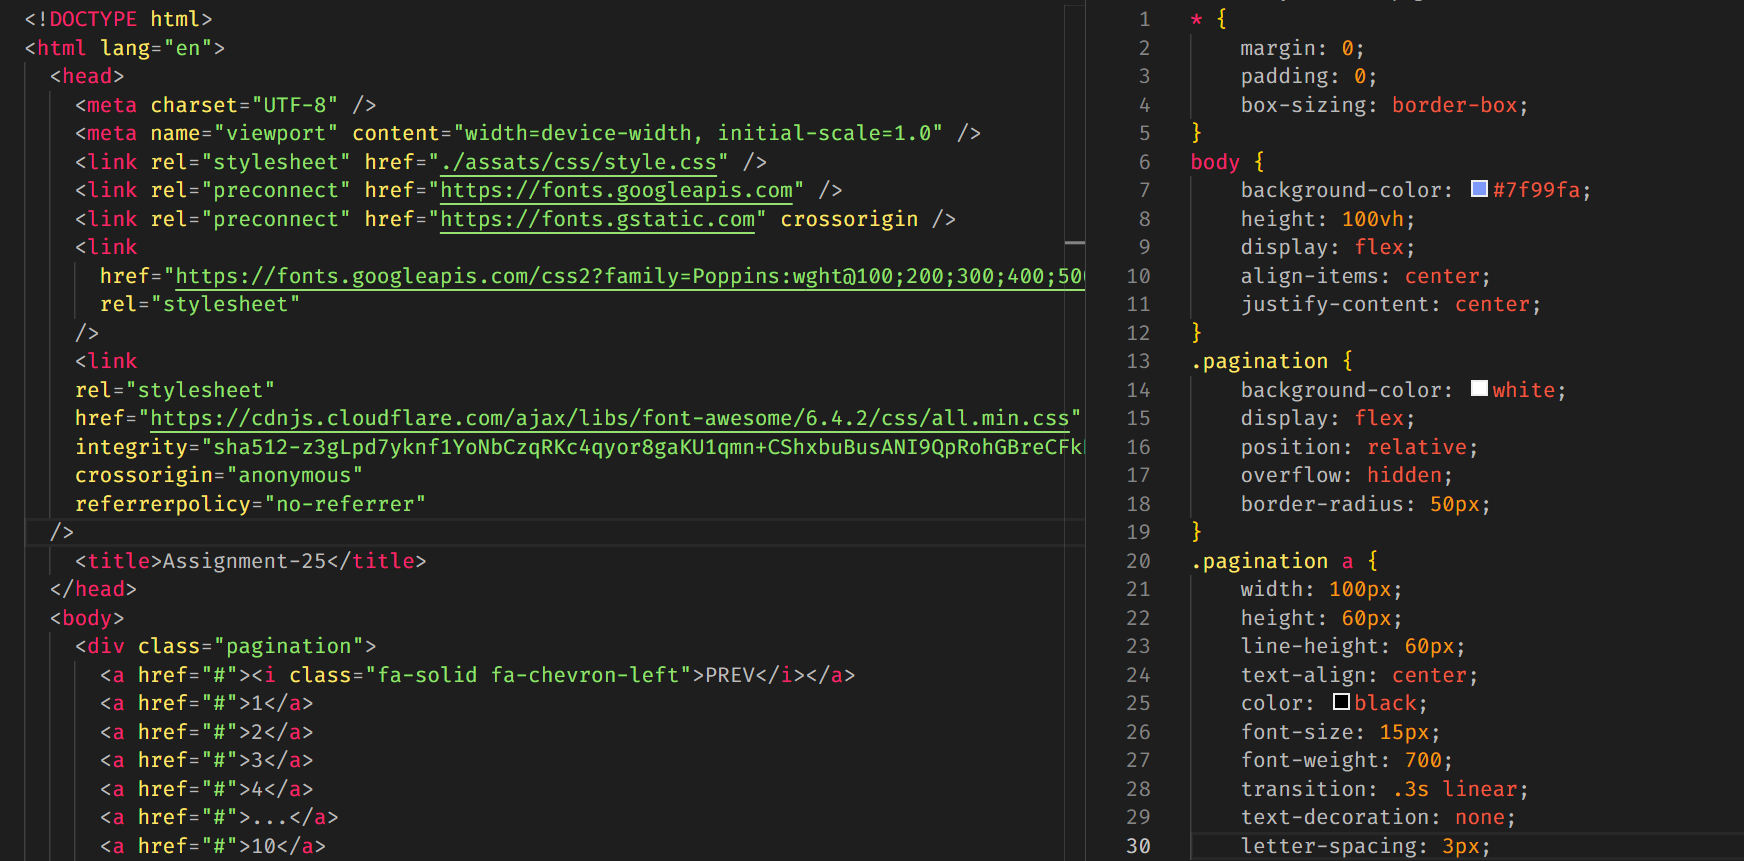 <!DOCTYPE html>
<html lang="en">
<head>
<meta charset="UTF-8" />
<meta name="viewport" content="width=device-width, initial-scale=1.0" />
<link rel="stylesheet" href="./assats/css/style.css" />
<link rel="preconnect" href="https://fonts.googleapis.com" />
<link rel="preconnect" href="https://fonts.gstatic.com" crossorigin />
<link
href="https://fonts.googleapis.com/css2?family=Poppins:wght@100;200;300;400;50
rel="stylesheet"
/>
<link
rel="stylesheet"
href="https://cdnjs.cloudflare.com/ajax/libs/font-awesome/6.4.2/css/all.min.css"
integrity="sha512-z3gLpd7yknf1YoNbCzqRKc4qyor8gaKU1qmn+CShxbuBusANI9QpRohGBreCFk
crossorigin="anonymous"
referrerpolicy="no-referrer"
/>
<title>Assignment-25</title>
</head>
<body>
<div class="pagination">
<a href="#"><i class="fa-solid fa-chevron-left">PREV</i></a>
<a href="#">1</a>
<a href="#">2</a>
<a href="#">3</a>
<a href="#">4</a>
<a href="#">...</a>
<a href="#">10</a>
1 * {
2 margin: 0;
3 padding: 0;
4 box-sizing: border-box;
5 }
6 body {
7 background-color: #7f99fa;
8 height: 100vh;
9 display: flex;
10 align-items: center;
11 justify-content: center;
12 }
13 .pagination {
14 background-color: white;
15 display: flex;
16 position: relative;
17 overflow: hidden;
18 border-radius: 50px;
19 }
20 .pagination a {
21 width: 100px;
22 height: 60px;
23 line-height: 60px;
24 text-align: center;
25 color: black;
26 font-size: 15px;
27 font-weight: 700;
28 transition: .3s linear;
29 text-decoration: none;
30 letter-spacing: 3px;